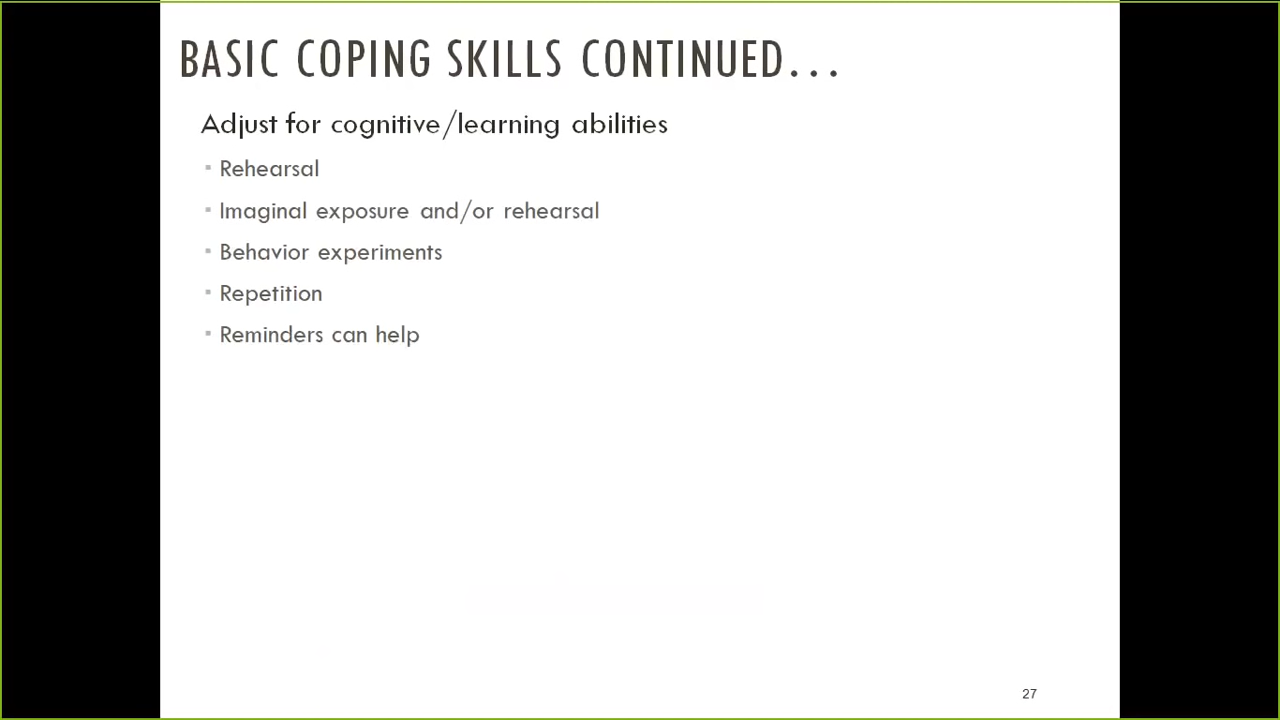 BASIC COPING SKILLS CONTINUED...
Adjust for cognitive/learning abilities
▪ Rehearsal
▪ Imaginal exposure and/or rehearsal
▪ Behavior experiments
▪ Repetition
▪ Reminders can help
27